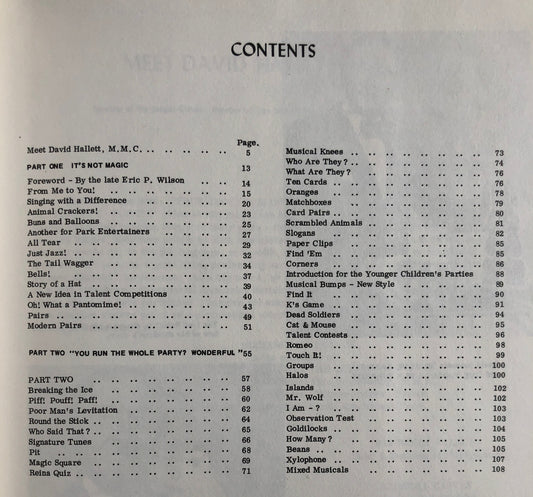 CONTENTS
Page.
Meet David Hallett, M.M.C. .. .. .. .. .. 5
PART ONE IT'S NOT MAGIC 13
Foreword - By the late Eric P. Wilson .. .. 14
From Me to You! .. .. .. .. .. .. .. 15
Singing with a Difference .. .. .. .. .. 20
Animal Crackers! .. .. .. .. .. .. .. 23
Buns and Balloons .. .. .. .. .. .. 25
Another for Park Entertainers .. .. .. .. 27
All Tear .. .. .. .. .. .. .. .. 29
Just Jazz! .. .. .. .. .. .. .. .. 32
The Tail Wagger .. .. .. .. .. .. .. 34
Bells! .. .. .. .. .. .. .. .. 37
Story of a Hat .. .. .. .. .. .. .. 39
A New Idea in Talent Competitions .. .. .. 40
Oh! What a Pantomime! .. .. .. .. .. 43
Pairs .. .. .. .. .. .. .. .. 49
Modern Pairs .. .. .. .. .. .. .. 51
PART TWO "YOU RUN THE WHOLE PARTY? WONDERFUL" 55
PART TWO .. .. .. .. .. .. .. 57
Breaking the Ice .. .. .. .. .. .. .. 58
Piff! Pouff! Paff! .. .. .. .. .. .. 60
Poor Man's Levitation .. .. .. .. .. .. 62
Round the Stick .. .. .. .. .. .. .. 64
Who Said That? .. .. .. .. .. .. .. 65
Signature Tunes .. .. .. .. .. .. .. 66
Pit .. .. .. .. .. .. .. .. 68
Magic Square .. .. .. .. .. .. .. 69
Reina Quiz .. .. .. .. .. .. .. .. 71
Musical Knees .. .. .. .. .. .. .. 73
Who Are They? .. .. .. .. .. .. .. 74
What Are They? .. .. .. .. .. .. .. 76
Ten Cards .. .. .. .. .. .. .. 76
Oranges .. .. .. .. .. .. .. 78
Matchboxes .. .. .. .. .. .. .. 79
Card Pairs .. .. .. .. .. .. .. 80
Scrambled Animals .. .. .. .. .. .. 81
Slogans .. .. .. .. .. .. .. 82
Paper Clips .. .. .. .. .. .. .. 85
Find 'Em .. .. .. .. .. .. .. 85
Corners .. .. .. .. .. .. .. 86
Introduction for the Younger Children's Parties 88
Musical Bumps - New Style .. .. .. .. 89
Find It .. .. .. .. .. .. .. 90
K's Game .. .. .. .. .. .. .. 91
Dead Soldiers .. .. .. .. .. .. .. 94
Cat & Mouse .. .. .. .. .. .. .. 95
Talent Contests .. .. .. .. .. .. .. 96
Romeo .. .. .. .. .. .. .. 98
Touch It! .. .. .. .. .. .. .. 99
Groups .. .. .. .. .. .. .. 100
Halos .. .. .. .. .. .. .. 100
Islands .. .. .. .. .. .. .. 102
Mr. Wolf .. .. .. .. .. .. .. 102
I Am - ? .. .. .. .. .. .. .. 103
Observation Test .. .. .. .. .. .. 103
Goldilocks .. .. .. .. .. .. .. 104
How Many? .. .. .. .. .. .. .. 105
Beans .. .. .. .. .. .. .. .. 105
Xylophone .. .. .. .. .. .. .. 107
Mixed Musicals .. .. .. .. .. .. 108